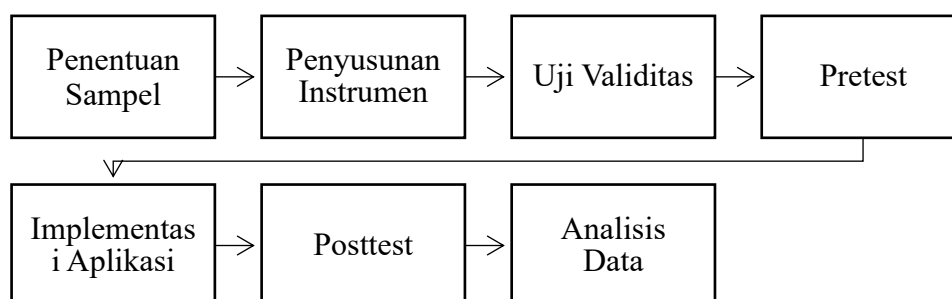 Penentuan
Sampel
Penyusunan
Instrumen
Uji Validitas
Pretest
Implementas
i Aplikasi
Posttest
Analisis
Data